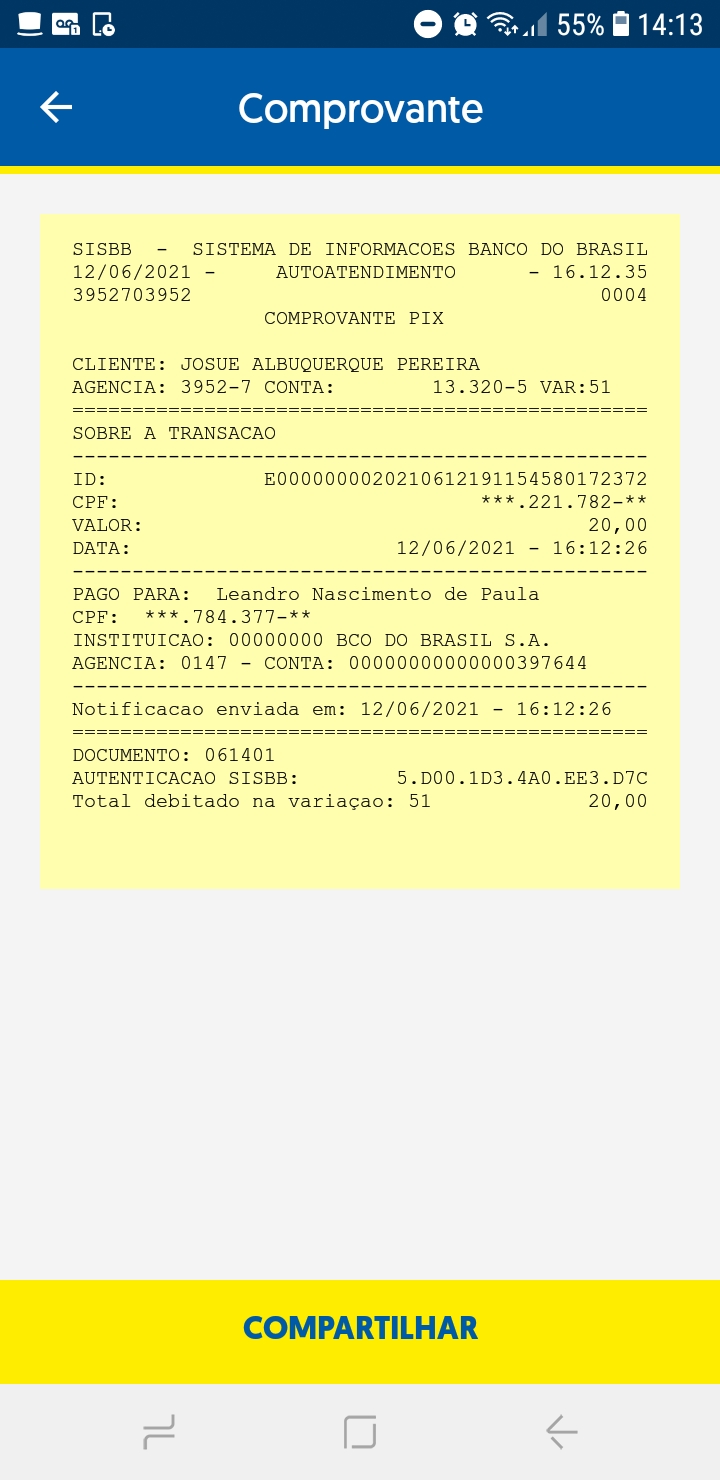 55% 14:13
Comprovante
SISBB - SISTEMA DE INFORMACOES BANCO DO BRASIL
12/06/2021 - AUTOATENDIMENTO - 16.12.35
3952703952 0004
COMPROVANTE PIX
CLIENTE: JOSUE ALBUQUERQUE PEREIRA
AGENCIA: 3952-7 CONTA: 13.320-5 VAR:51
================================================
SOBRE A TRANSACAO
------------------------------------------------
ID: E0000000020210612191154580172372
CPF: ***.221.782-**
VALOR: 20,00
DATA: 12/06/2021 - 16:12:26
------------------------------------------------
PAGO PARA: Leandro Nascimento de Paula
CPF: ***.784.377-**
INSTITUICAO: 00000000 BCO DO BRASIL S.A.
AGENCIA: 0147 - CONTA: 00000000000000397644
------------------------------------------------
Notificacao enviada em: 12/06/2021 - 16:12:26
================================================
DOCUMENTO: 061401
AUTENTICACAO SISBB: 5.D00.1D3.4A0.EE3.D7C
Total debitado na variaçao: 51 20,00
COMPARTILHAR